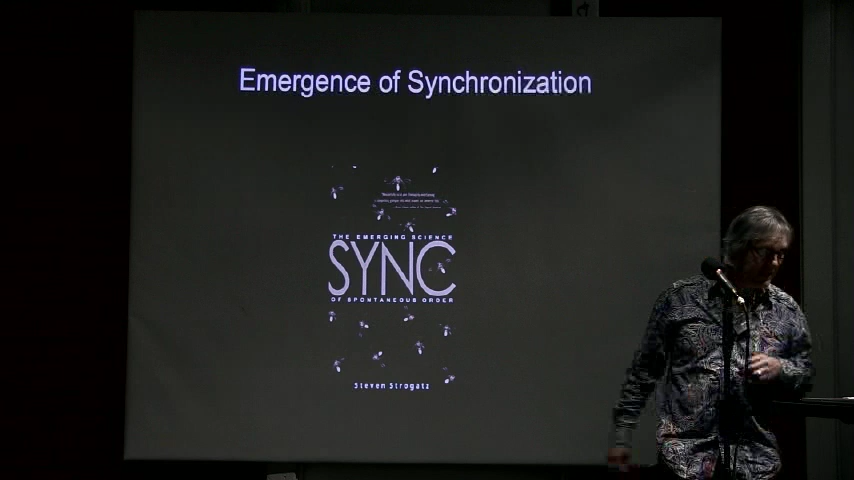 Emergence of Synchronization
THE EMERGING SCIENCE
SYNC
OF SPONTANEOUS ORDER
Steven Strogatz